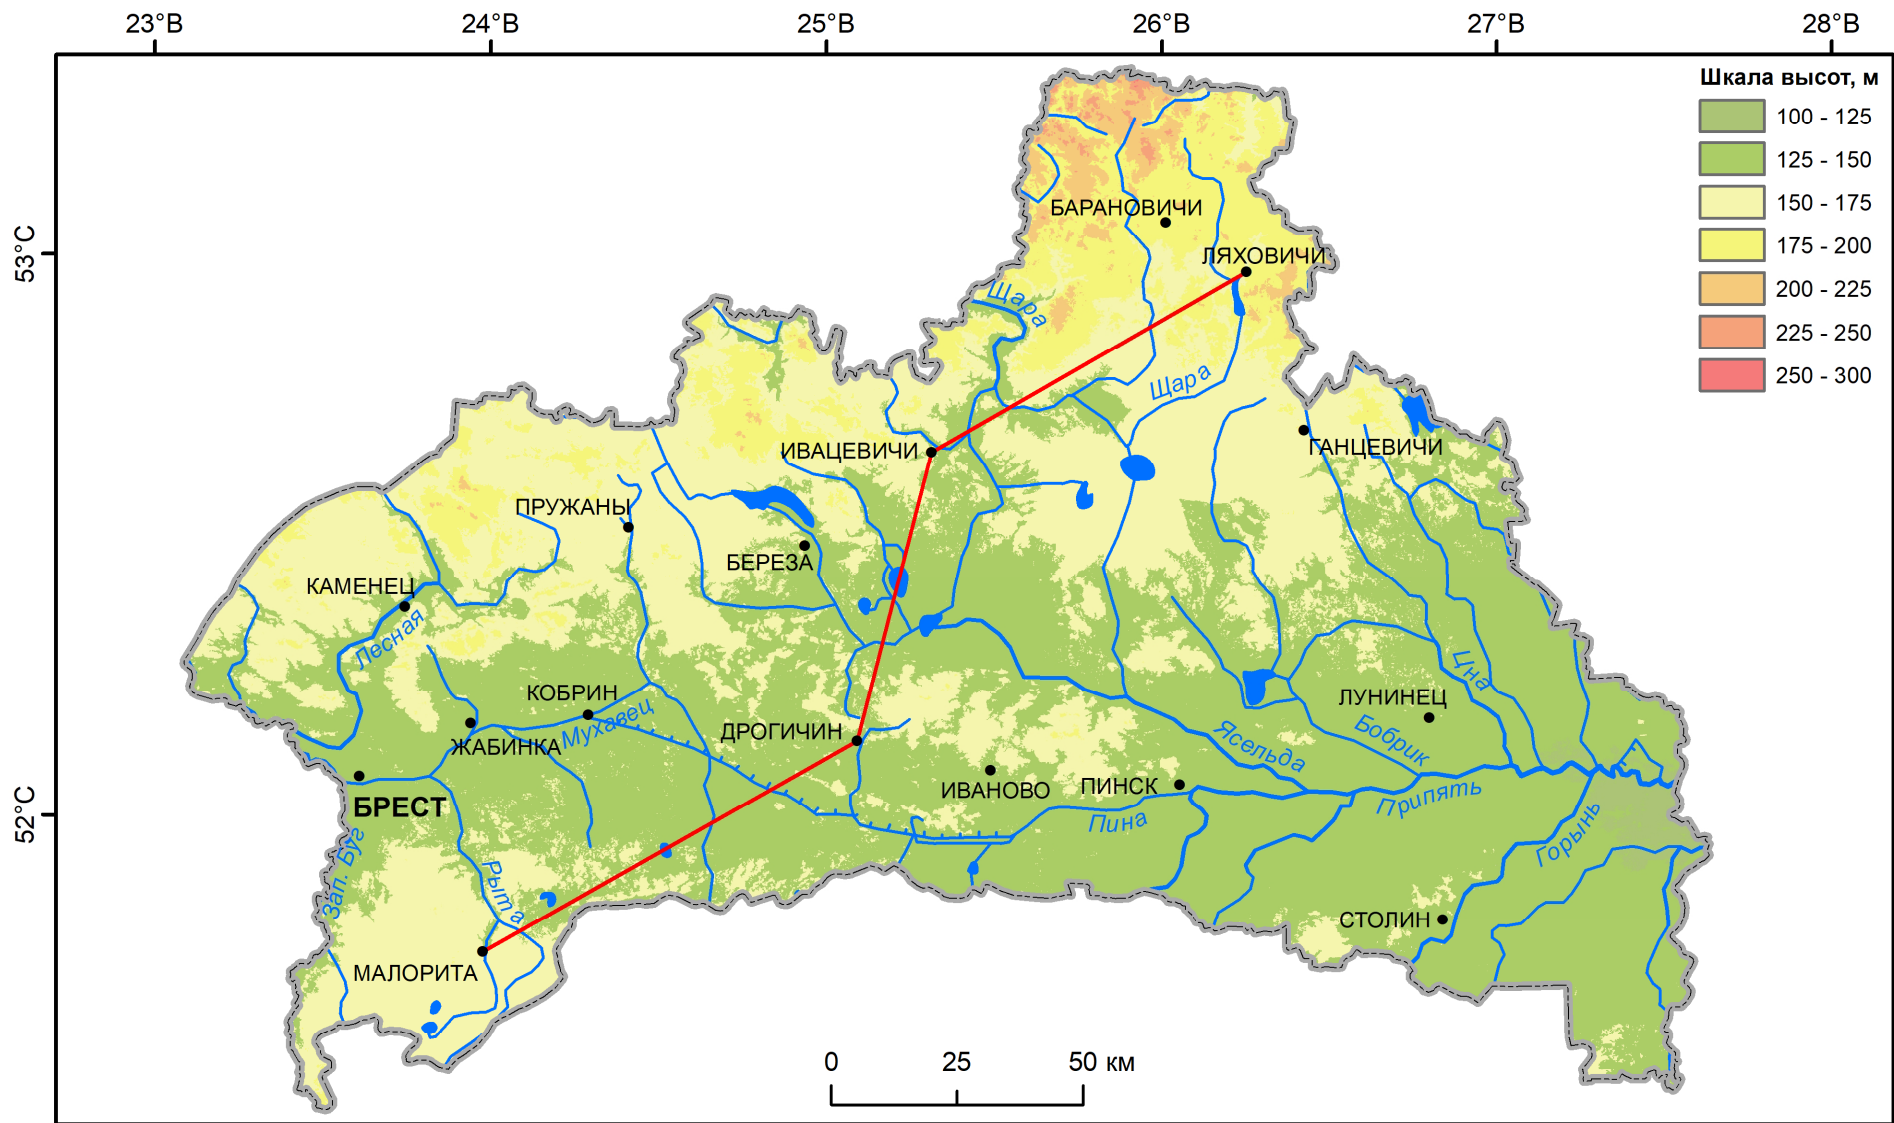 23°В
24°В
25°В
26°В
27°В
28°В
Шкала высот, м
100 - 125
125 - 150
150 - 175
175 - 200
200 - 225
225 - 250
250 - 300
53°С
52°С
БАРАНОВИЧИ
ЛЯХОВИЧИ
Щара
Щара
ИВАЦЕВИЧИ
ГАНЦЕВИЧИ
ПРУЖАНЫ
БЕРЕЗА
КАМЕНЕЦ
Лесная
КОБРИН
Мухавец
ЖАБИНКА
ДРОГИЧИН
ЛУНИНЕЦ
Цна
Бобрик
Ясельда
БРЕСТ
ИВАНОВО
ПИНСК
Припять
Пина
Горынь
Зап. Буг
Рыта
СТОЛИН
МАЛОРИТА
0
25
50 км